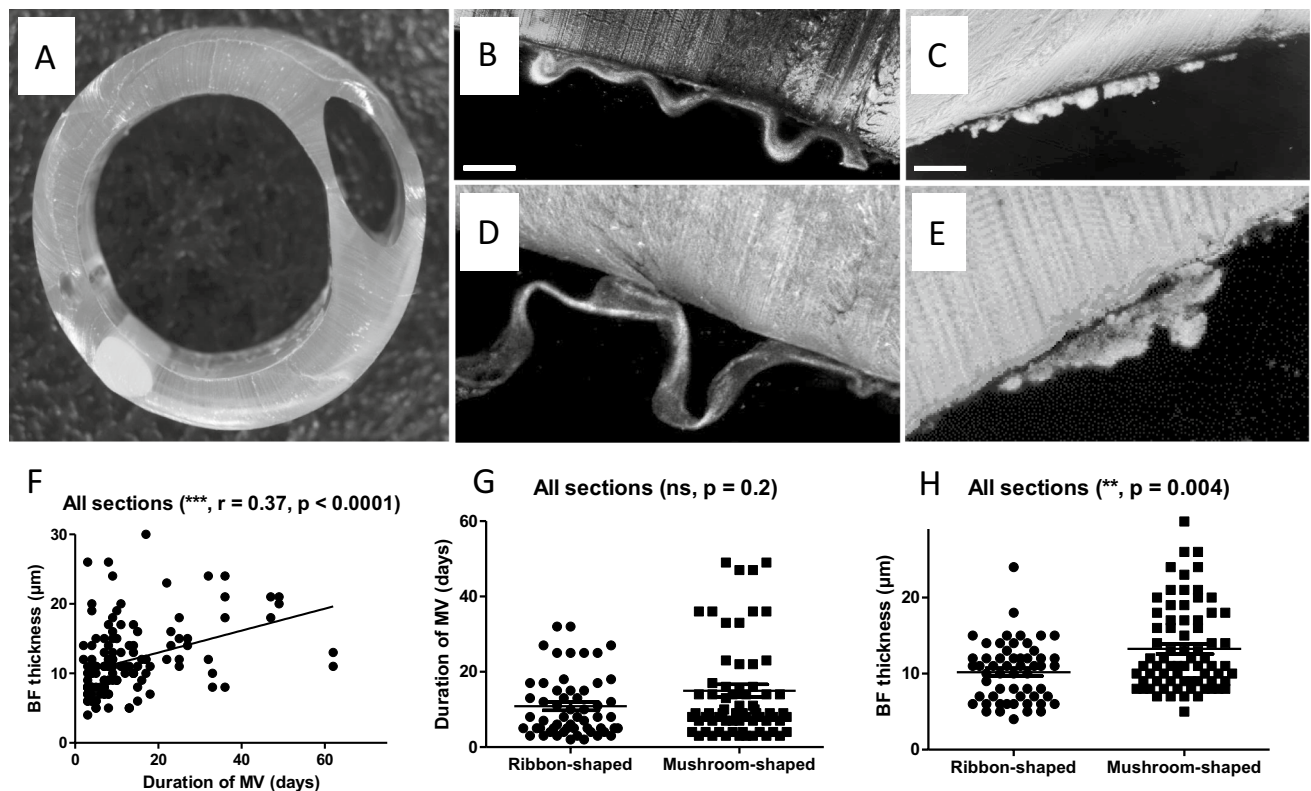 A
B
C
D
E
F
All sections (***, r = 0.37, p < 0.0001)
BF thickness (µm)
30
20
10
0
0 20 40 60
Duration of MV (days)
G
All sections (ns, p = 0.2)
Duration of MV (days)
60
40
20
0
Ribbon-shaped Mushroom-shaped
H
All sections (**, p = 0.004)
BF thickness (µm)
20
10
0
Ribbon-shaped Mushroom-shaped